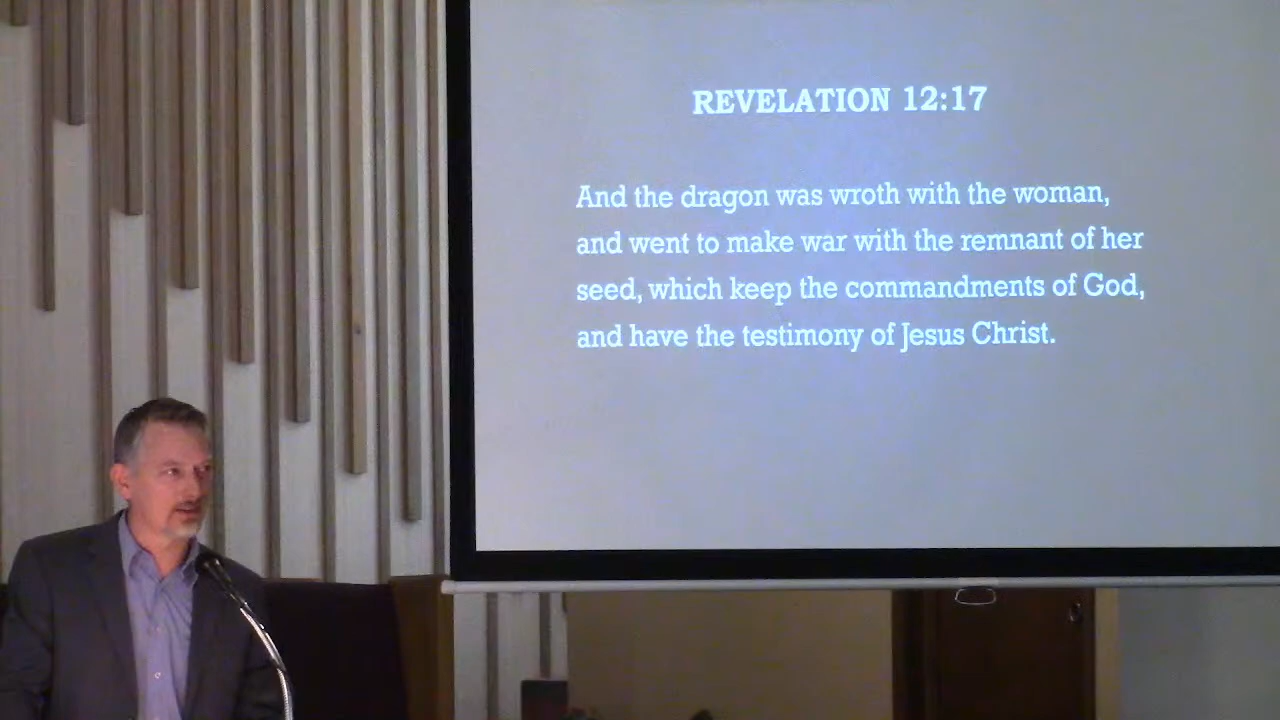 REVELATION 12:17
And the dragon was wroth with the woman,
and went to make war with the remnant of her
seed, which keep the commandments of God,
and have the testimony of Jesus Christ.